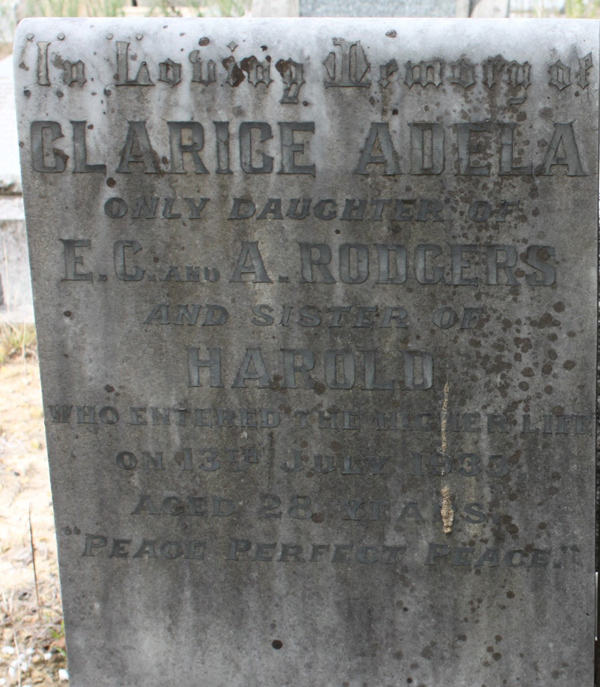 In Loving Memory of
CLARICE ADELA
ONLY DAUGHTER OF
E.C. AND A. RODGERS
AND SISTER OF
HAROLD
WHO ENTERED THE HIGHER LIFE
ON 13TH JULY 1935,
AGED 28 YEARS.
"PEACE PERFECT PEACE."